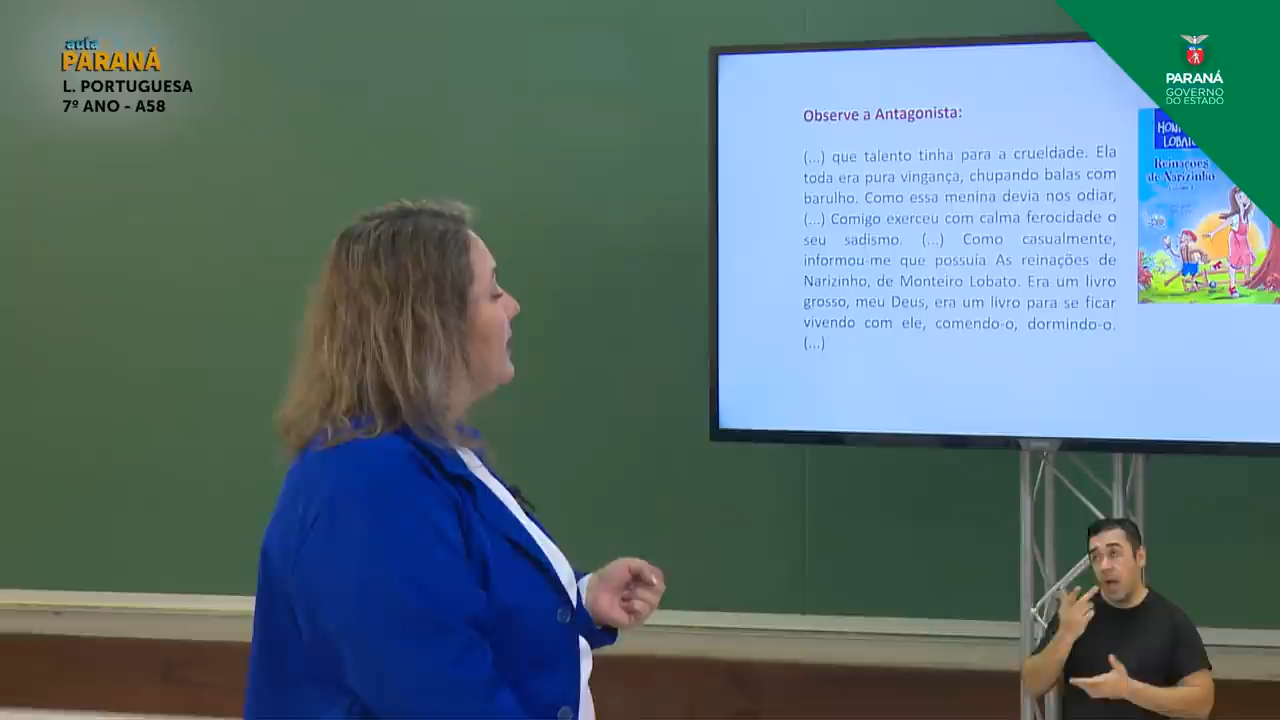 aula
PARANÁ
L. PORTUGUESA
7º ANO - A58
PARANÁ
GOVERNO
DO ESTADO
Observe a Antagonista:
(...) que talento tinha para a crueldade. Ela
toda era pura vingança, chupando balas com
barulho. Como essa menina devia nos odiar,
(...) Comigo exerceu com calma ferocidade o
seu sadismo. (...) Como casualmente,
informou-me que possuía As reinações de
Narizinho, de Monteiro Lobato. Era um livro
grosso, meu Deus, era um livro para se ficar
vivendo com ele, comendo-o, dormindo-o.
(...)
Reinações
de Narizinho